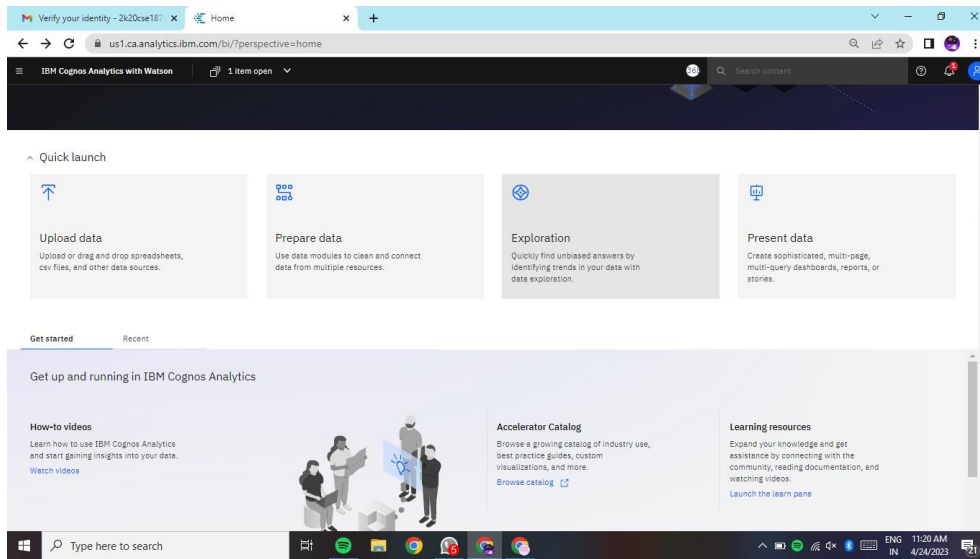 Verify your identity - 2k20cse187
Home
us1.ca.analytics.ibm.com/bi/?perspective=home
IBM Cognos Analytics with Watson
1 item open
365
Search content
1
Quick launch
Upload data
Upload or drag and drop spreadsheets,
csv files, and other data sources.
Prepare data
Use data modules to clean and connect
data from multiple resources.
Exploration
Quickly find unbiased answers by
identifying trends in your data with
data exploration.
Present data
Create sophisticated, multi-page,
multi-query dashboards, reports, or
stories.
Get started
Recent
Get up and running in IBM Cognos Analytics
How-to videos
Learn how to use IBM Cognos Analytics
and start gaining insights into your data.
Watch videos
Accelerator Catalog
Browse a growing catalog of industry use,
best practice guides, custom
visualizations, and more.
Browse catalog
Learning resources
Expand your knowledge and get
assistance by connecting with the
community, reading documentation, and
watching videos.
Launch the learn pane
Type here to search
ENG
IN
11:20 AM
4/24/2023